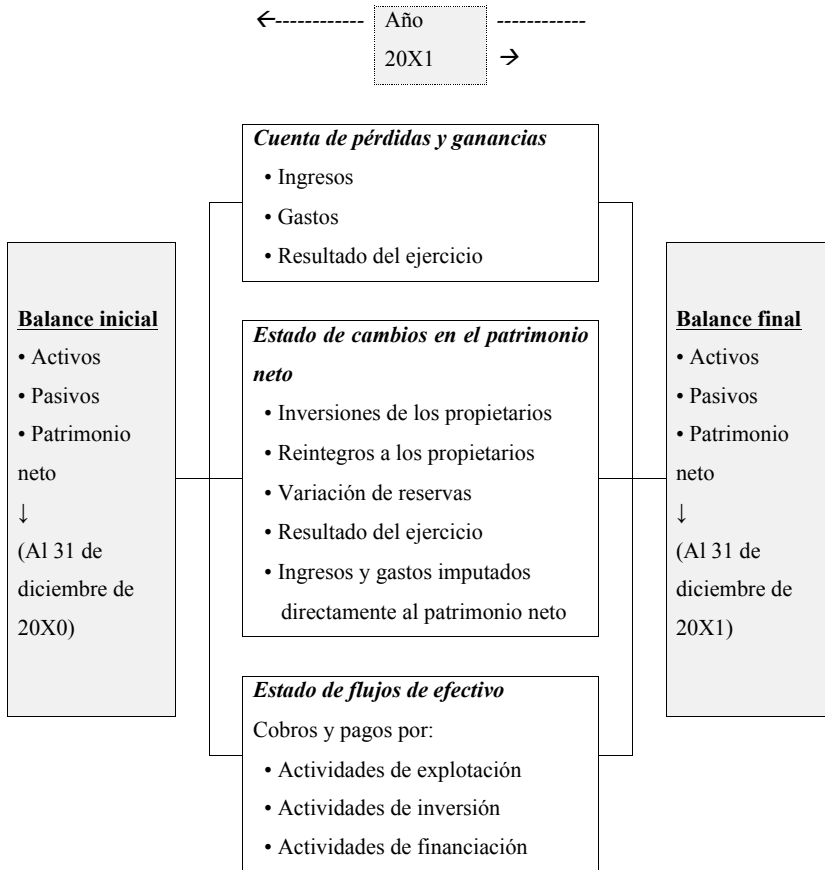 ←------------ Año ------------
20X1 →
Cuenta de pérdidas y ganancias
• Ingresos
• Gastos
• Resultado del ejercicio
Balance inicial
• Activos
• Pasivos
• Patrimonio
neto
↓
(Al 31 de
diciembre de
20X0)
Estado de cambios en el patrimonio
neto
• Inversiones de los propietarios
• Reintegros a los propietarios
• Variación de reservas
• Resultado del ejercicio
• Ingresos y gastos imputados
directamente al patrimonio neto
Balance final
• Activos
• Pasivos
• Patrimonio
neto
↓
(Al 31 de
diciembre de
20X1)
Estado de flujos de efectivo
Cobros y pagos por:
• Actividades de explotación
• Actividades de inversión
• Actividades de financiación